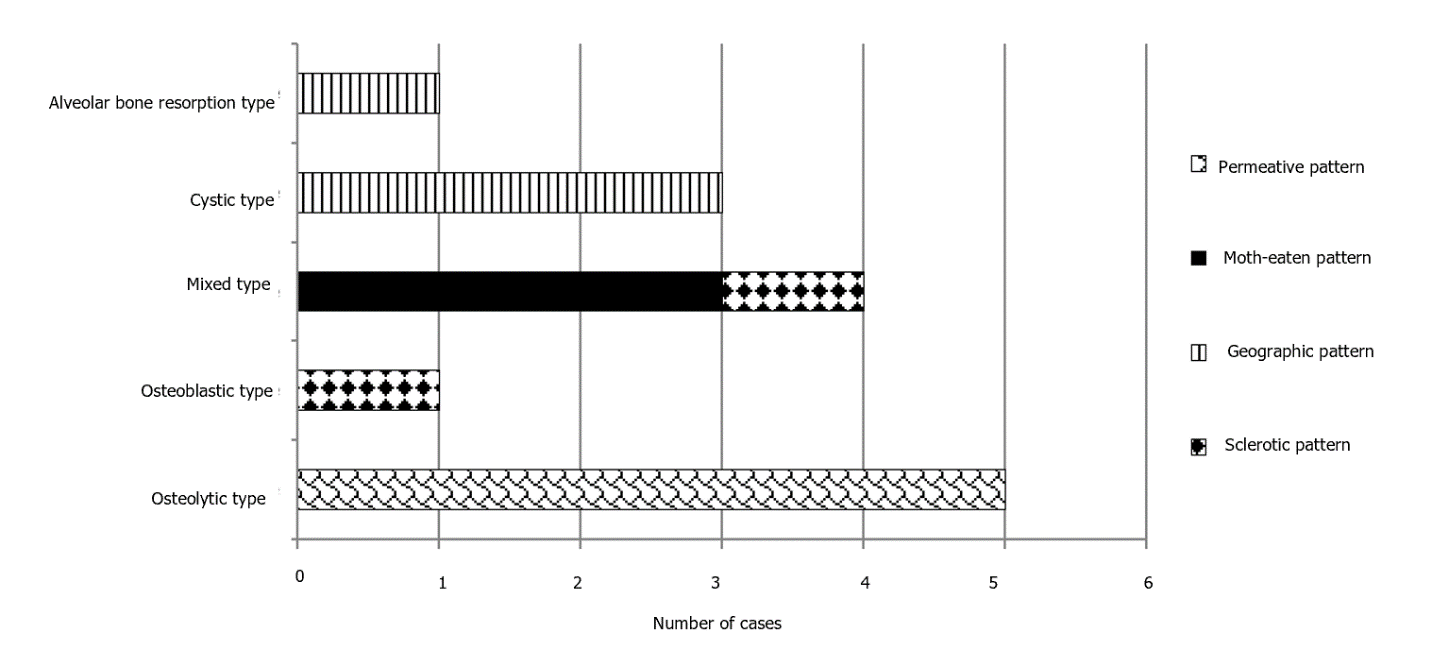 Alveolar bone resorption type
Cystic type
Mixed type
Osteoblastic type
Osteolytic type
0 1 2 3 4 5 6
Number of cases
Permeative pattern
Moth-eaten pattern
Geographic pattern
Sclerotic pattern